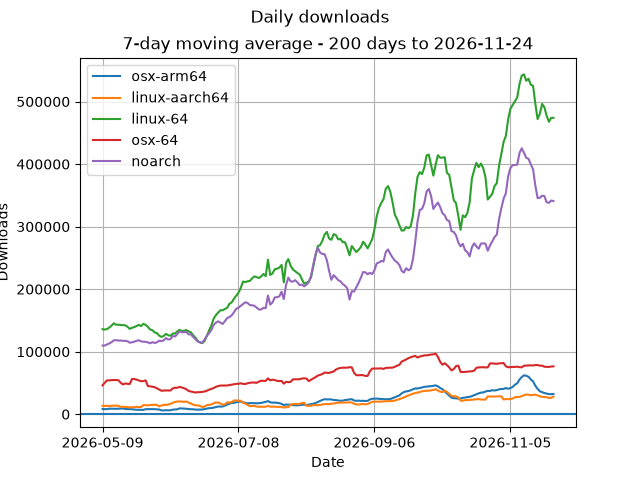 Daily downloads
7-day moving average - 200 days to 2026-11-24
osx-arm64
linux-aarch64
linux-64
osx-64
noarch
500000
400000
300000
200000
100000
0
Downloads
2026-05-09
2026-07-08
2026-09-06
2026-11-05
Date